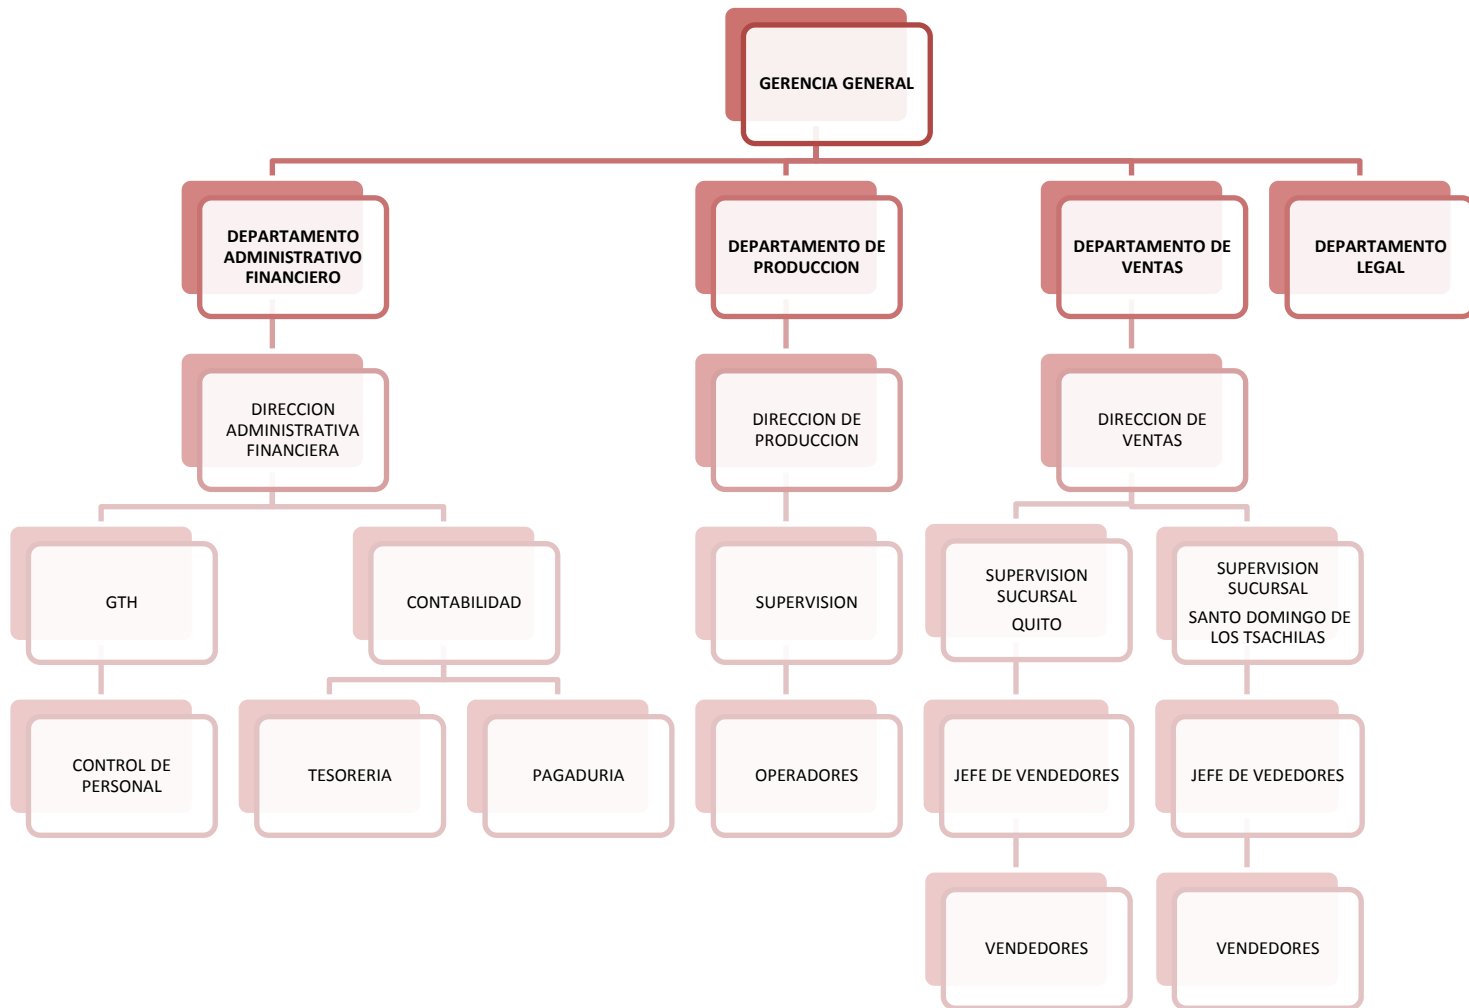 GERENCIA GENERAL
DEPARTAMENTO
ADMINISTRATIVO
FINANCIERO
DEPARTAMENTO DE
PRODUCCION
DEPARTAMENTO DE
VENTAS
DEPARTAMENTO
LEGAL
DIRECCION
ADMINISTRATIVA
FINANCIERA
DIRECCION DE
PRODUCCION
DIRECCION DE
VENTAS
GTH
CONTABILIDAD
SUPERVISION
SUPERVISION
SUCURSAL
QUITO
SUPERVISION
SUCURSAL
SANTO DOMINGO DE
LOS TSACHILAS
CONTROL DE
PERSONAL
TESORERIA
PAGADURIA
OPERADORES
JEFE DE VENDEDORES
JEFE DE VEDEDORES
VENDEDORES
VENDEDORES